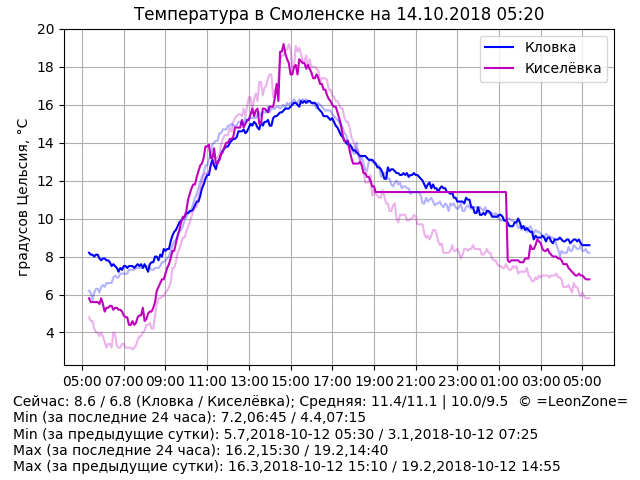 Температура в Смоленске на 14.10.2018 05:20
градусов Цельсия, °C
20
18
16
14
12
10
8
6
4
Кловка
Киселёвка
05:00 07:00 09:00 11:00 13:00 15:00 17:00 19:00 21:00 23:00 01:00 03:00 05:00
Сейчас: 8.6 / 6.8 (Кловка / Киселёвка); Средняя: 11.4/11.1 | 10.0/9.5  © =LeonZone=
Min (за последние 24 часа): 7.2,06:45 / 4.4,07:15
Min (за предыдущие сутки): 5.7,2018-10-12 05:30 / 3.1,2018-10-12 07:25
Max (за последние 24 часа): 16.2,15:30 / 19.2,14:40
Max (за предыдущие сутки): 16.3,2018-10-12 15:10 / 19.2,2018-10-12 14:55